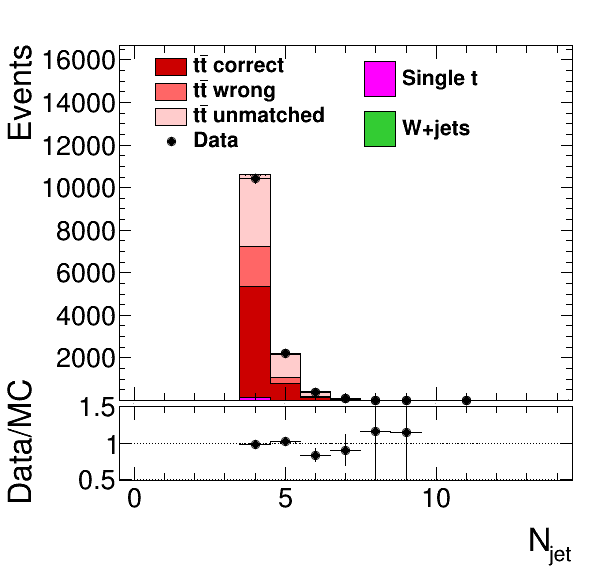 Events
16000
14000
12000
10000
8000
6000
4000
2000
tt̄ correct
tt̄ wrong
tt̄ unmatched
Data
Single t
W+jets
Data/MC
1.5
1
0.5
0 5 10
N_jet